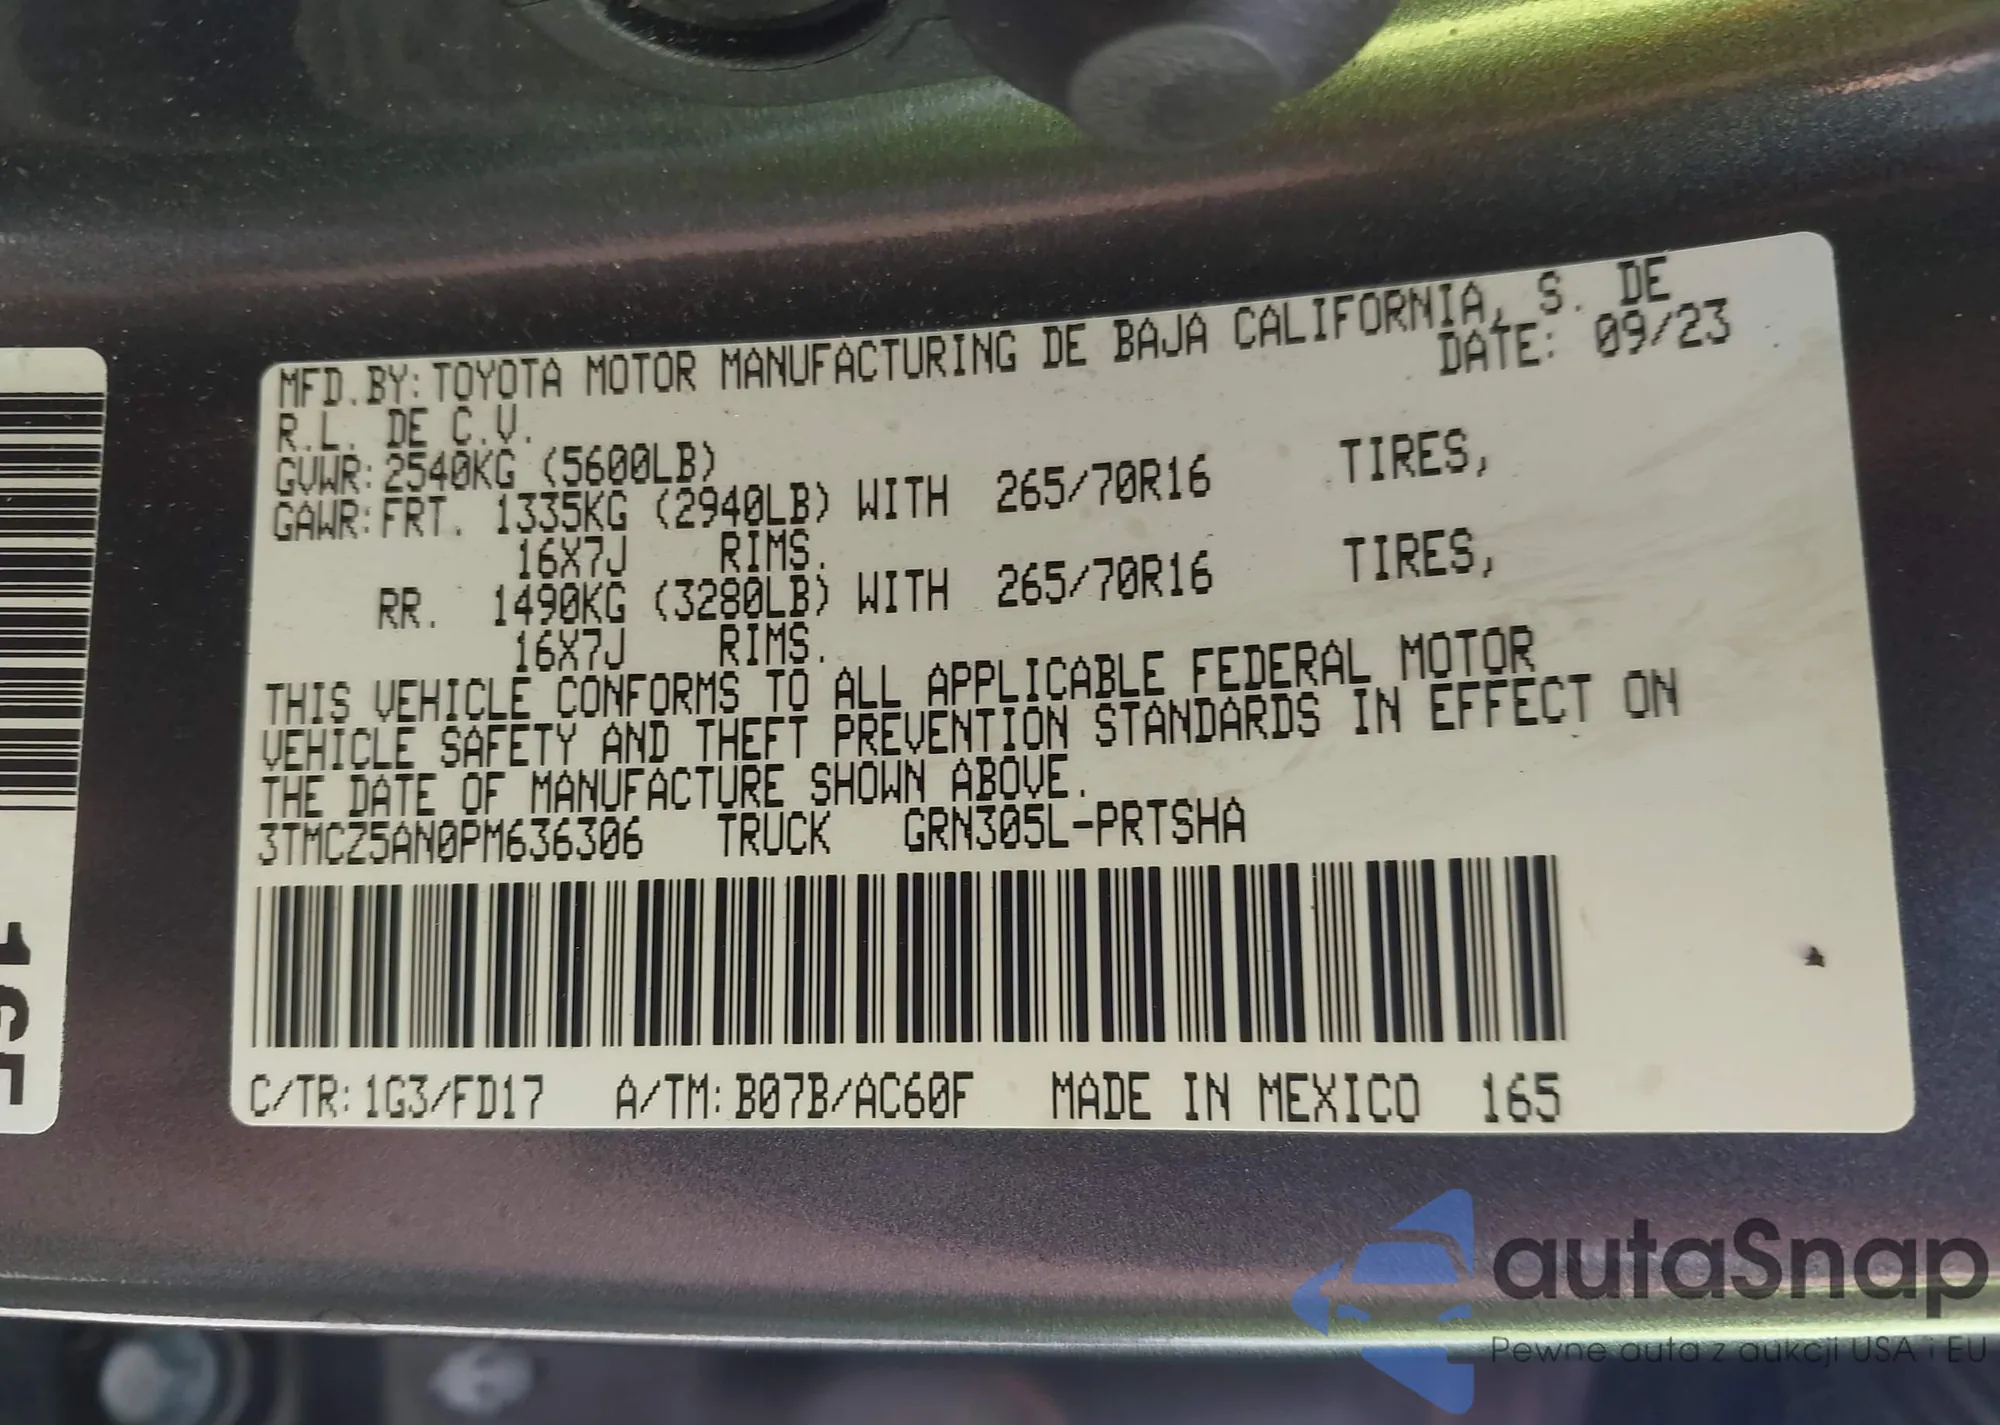 MFD.BY:TOYOTA MOTOR MANUFACTURING DE BAJA CALIFORNIA, S. DE
R.L. DE C.V. DATE: 09/23
GVWR:2540KG (5600LB)
GAWR:FRT. 1335KG (2940LB) WITH 265/70R16 TIRES,
16X7J RIMS.
RR. 1490KG (3280LB) WITH 265/70R16 TIRES,
16X7J RIMS.
THIS VEHICLE CONFORMS TO ALL APPLICABLE FEDERAL MOTOR
VEHICLE SAFETY AND THEFT PREVENTION STANDARDS IN EFFECT ON
THE DATE OF MANUFACTURE SHOWN ABOVE.
3TMCZ5AN0PM636306 TRUCK GRN305L-PRTSHA
C/TR:1G3/FD17 A/TM:B07B/AC60F MADE IN MEXICO 165
165
autaSnap
Pewne auta z aukcji USA i EU